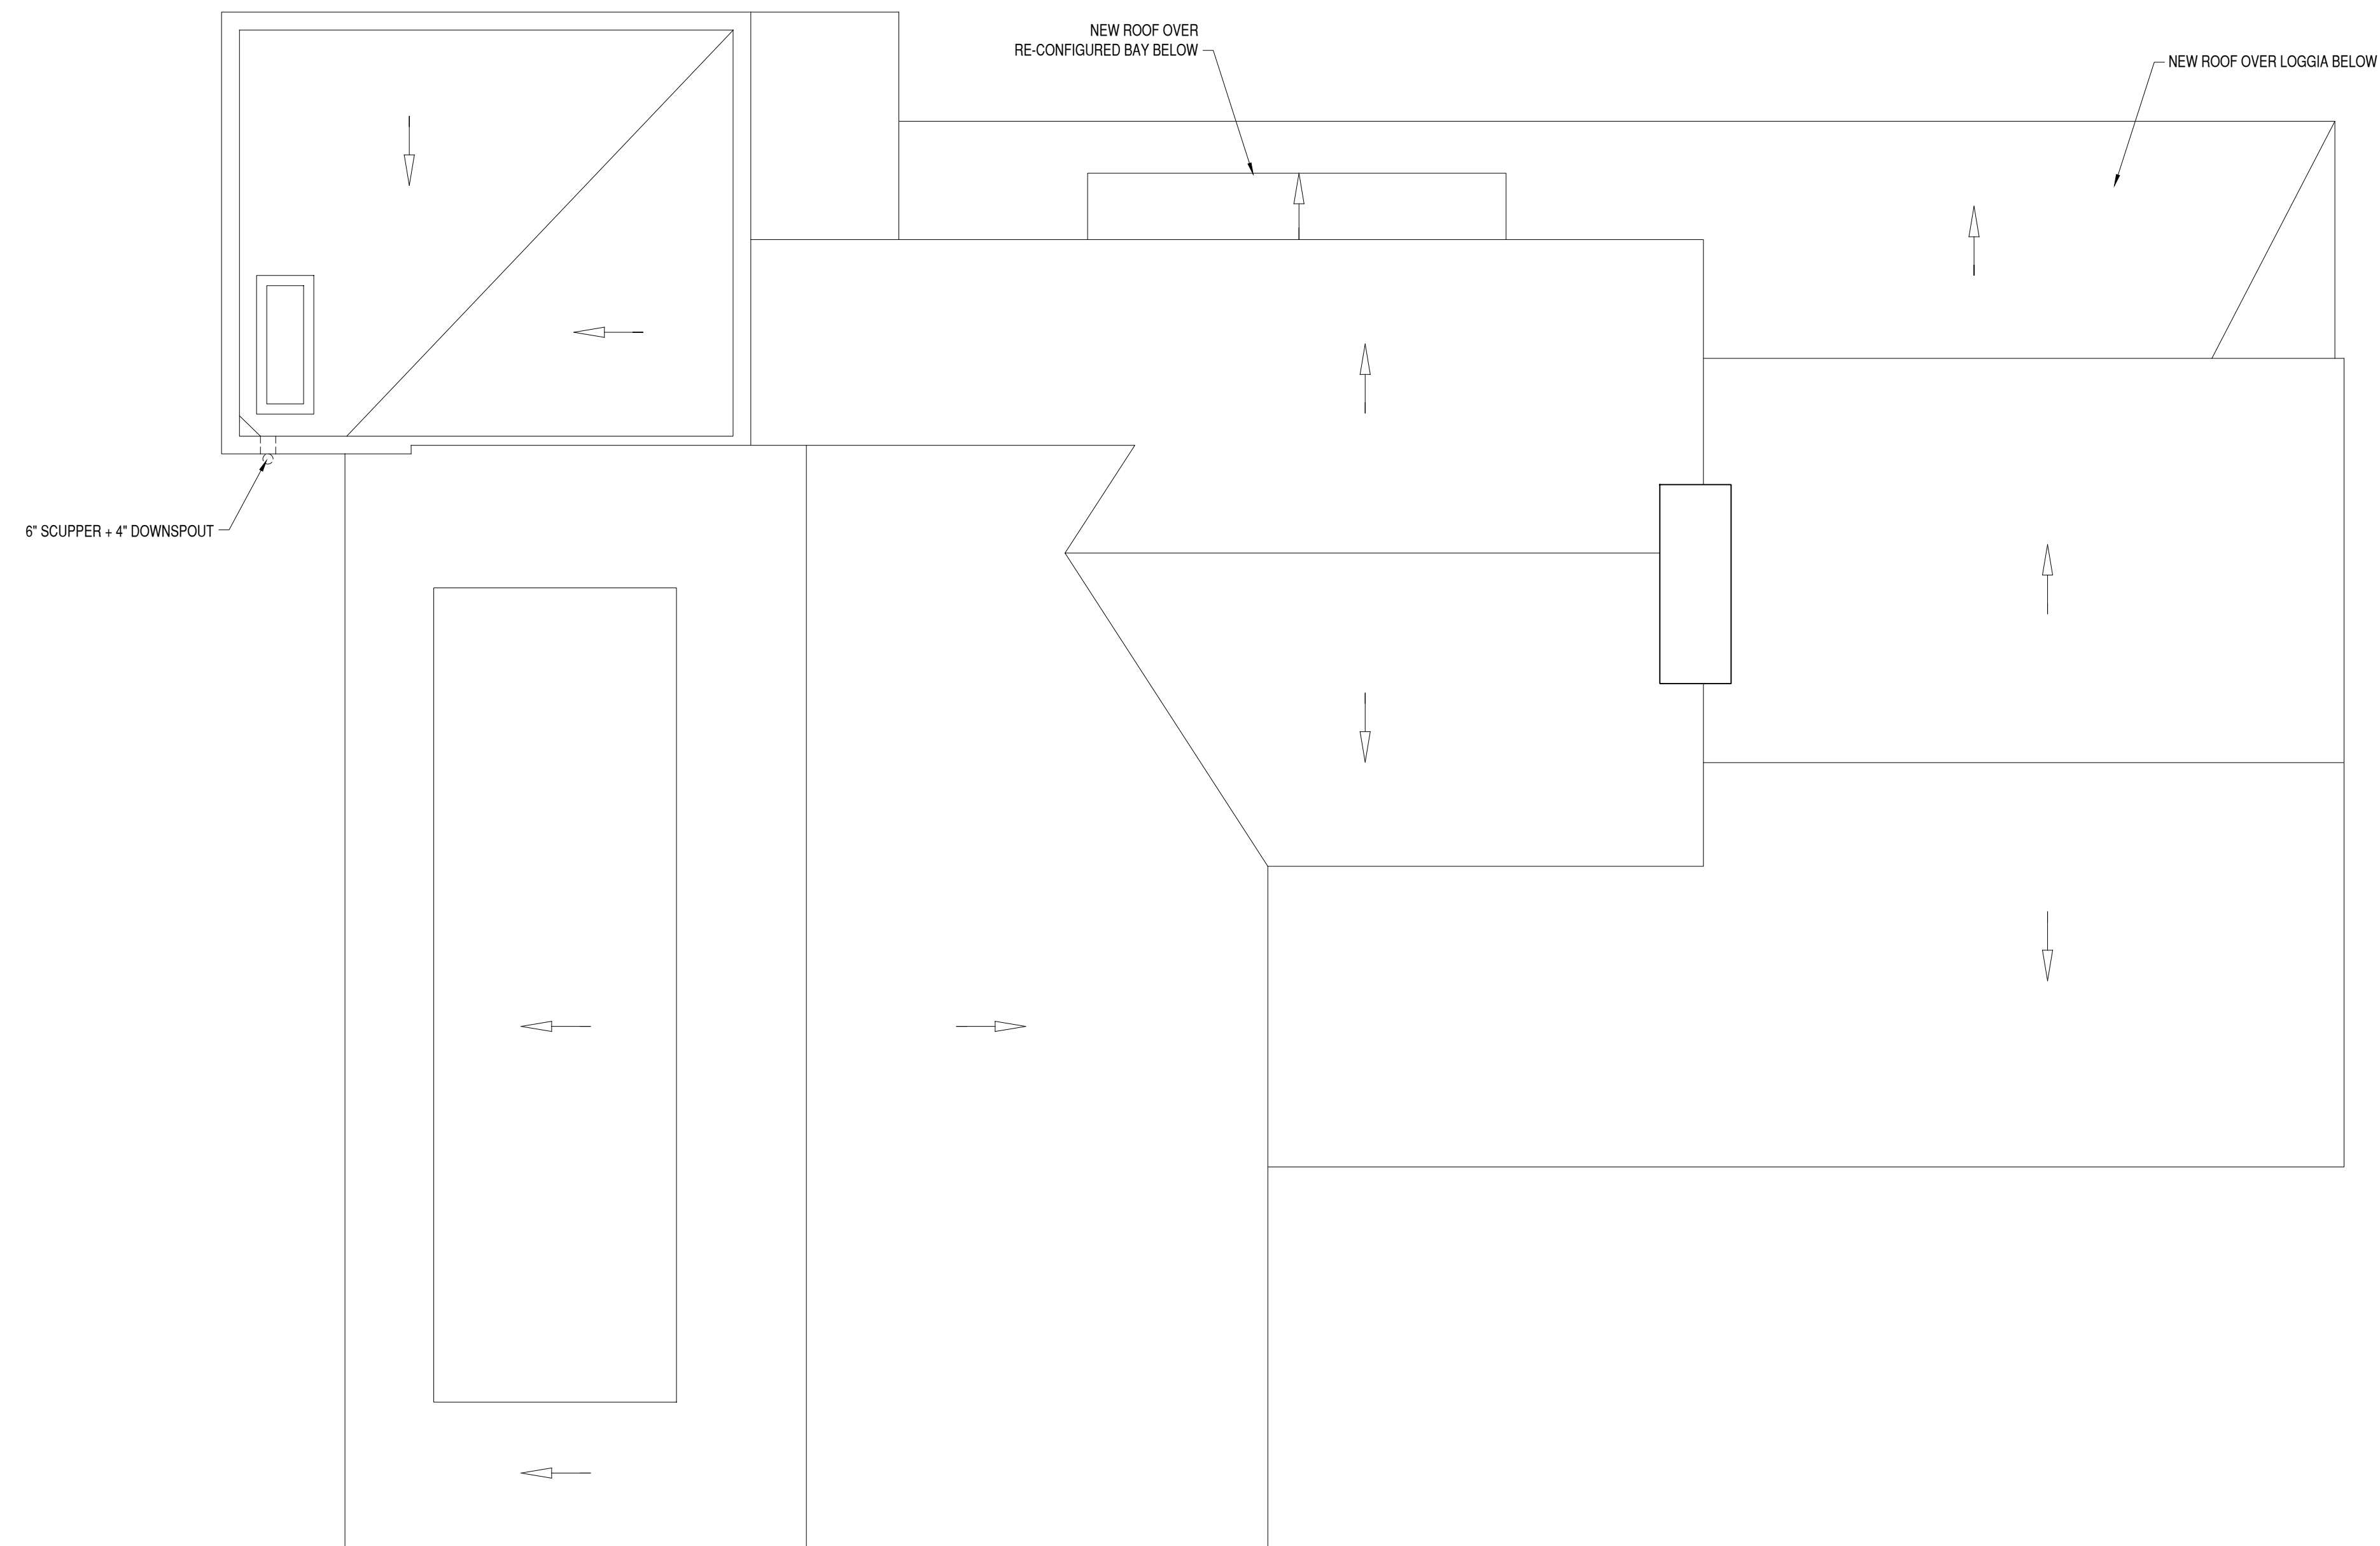 NEW ROOF OVER
RE-CONFIGURED BAY BELOW
NEW ROOF OVER LOGGIA BELOW
6" SCUPPER + 4" DOWNSPOUT